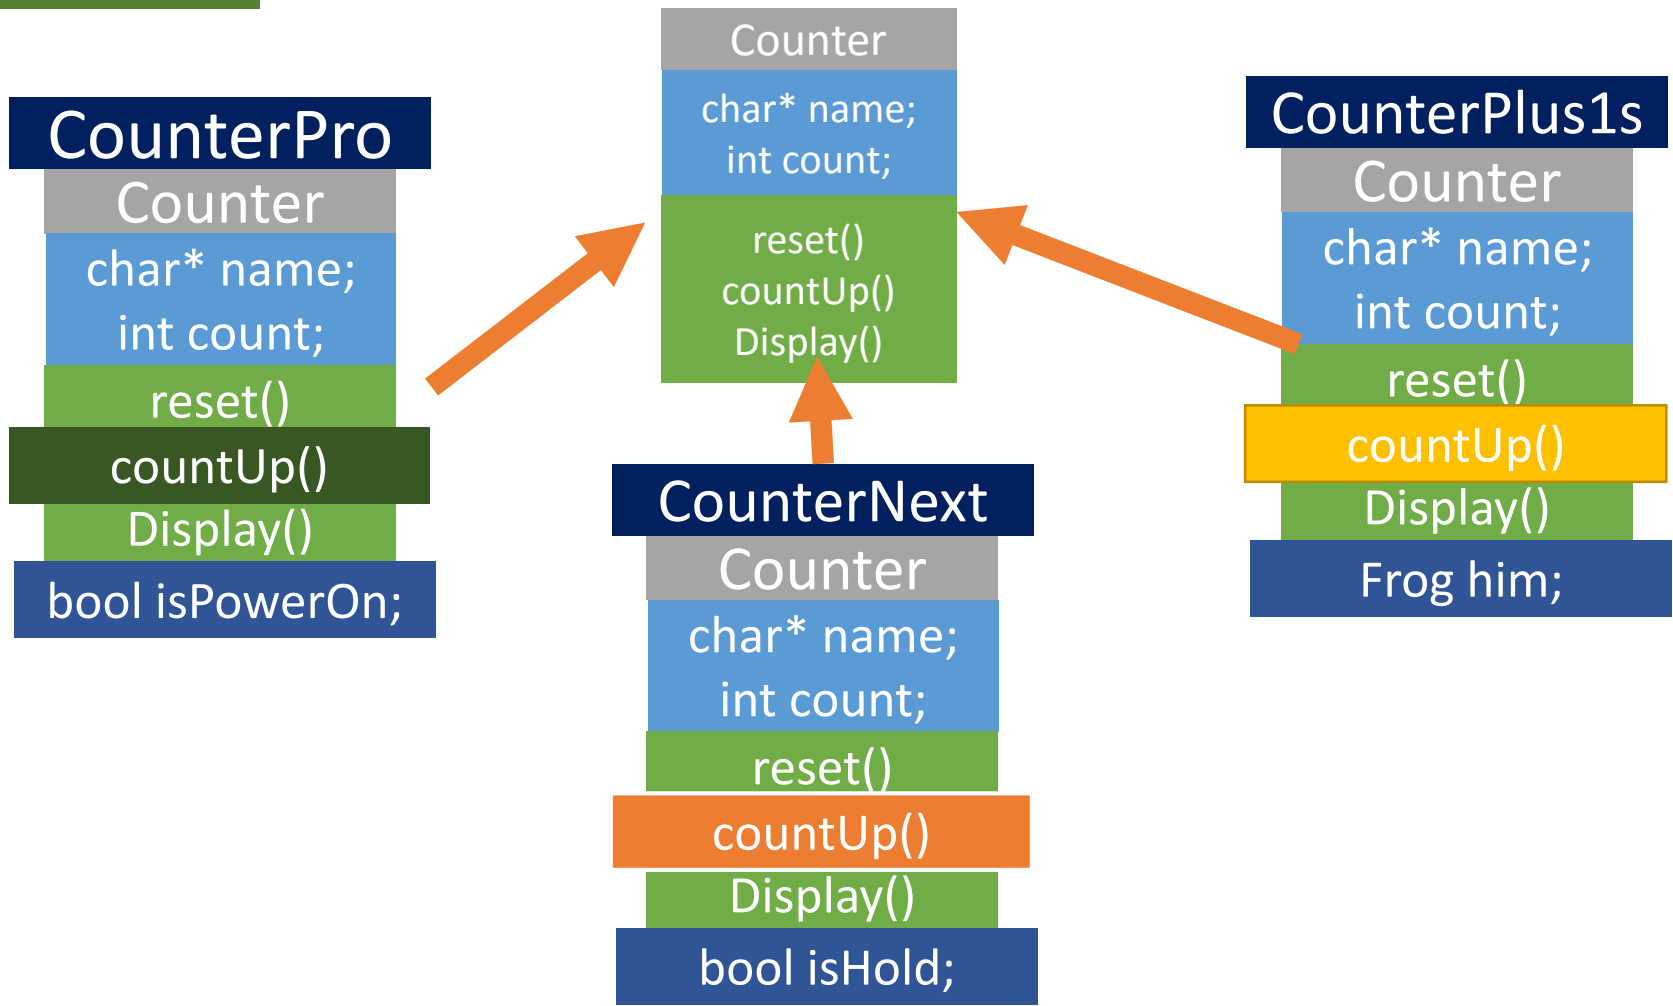 Counter
char* name;
int count;
reset()
countUp()
Display()
CounterPro
Counter
char* name;
int count;
reset()
countUp()
Display()
bool isPowerOn;
CounterNext
Counter
char* name;
int count;
reset()
countUp()
Display()
bool isHold;
CounterPlus1s
Counter
char* name;
int count;
reset()
countUp()
Display()
Frog him;